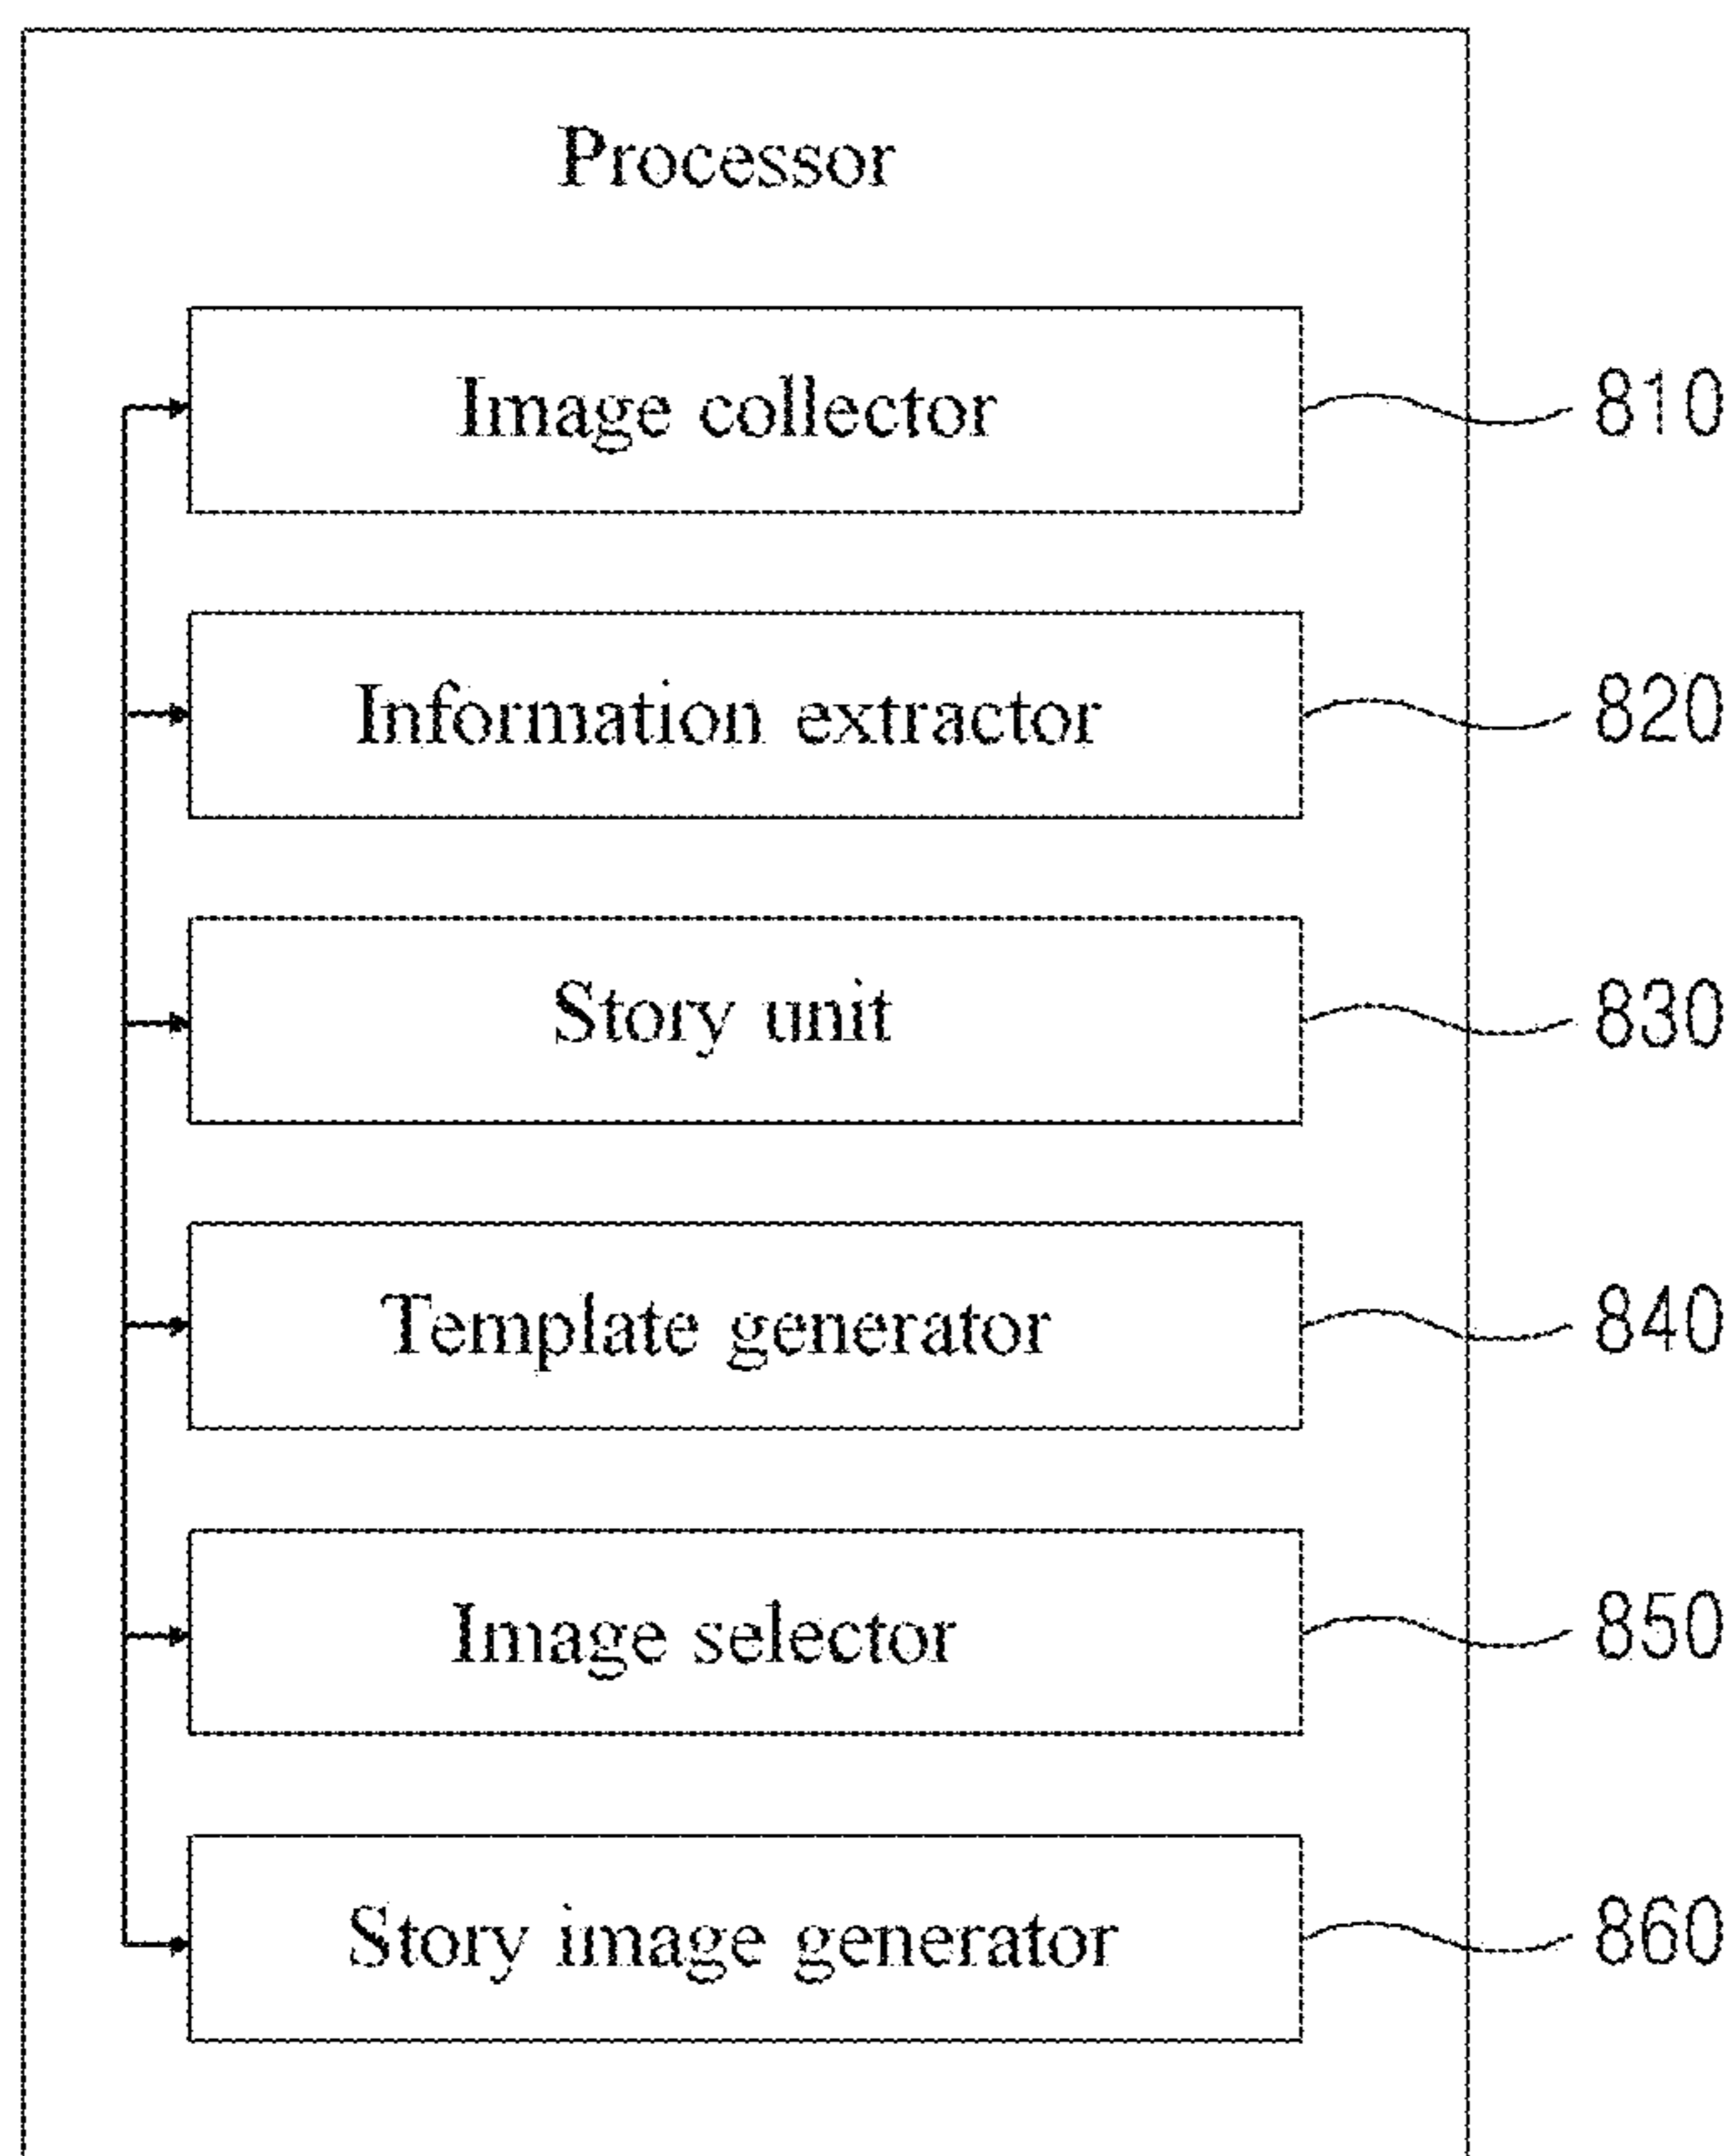 Processor
Image collector 810
Information extractor 820
Story unit 830
Template generator 840
Image selector 850
Story image generator 860